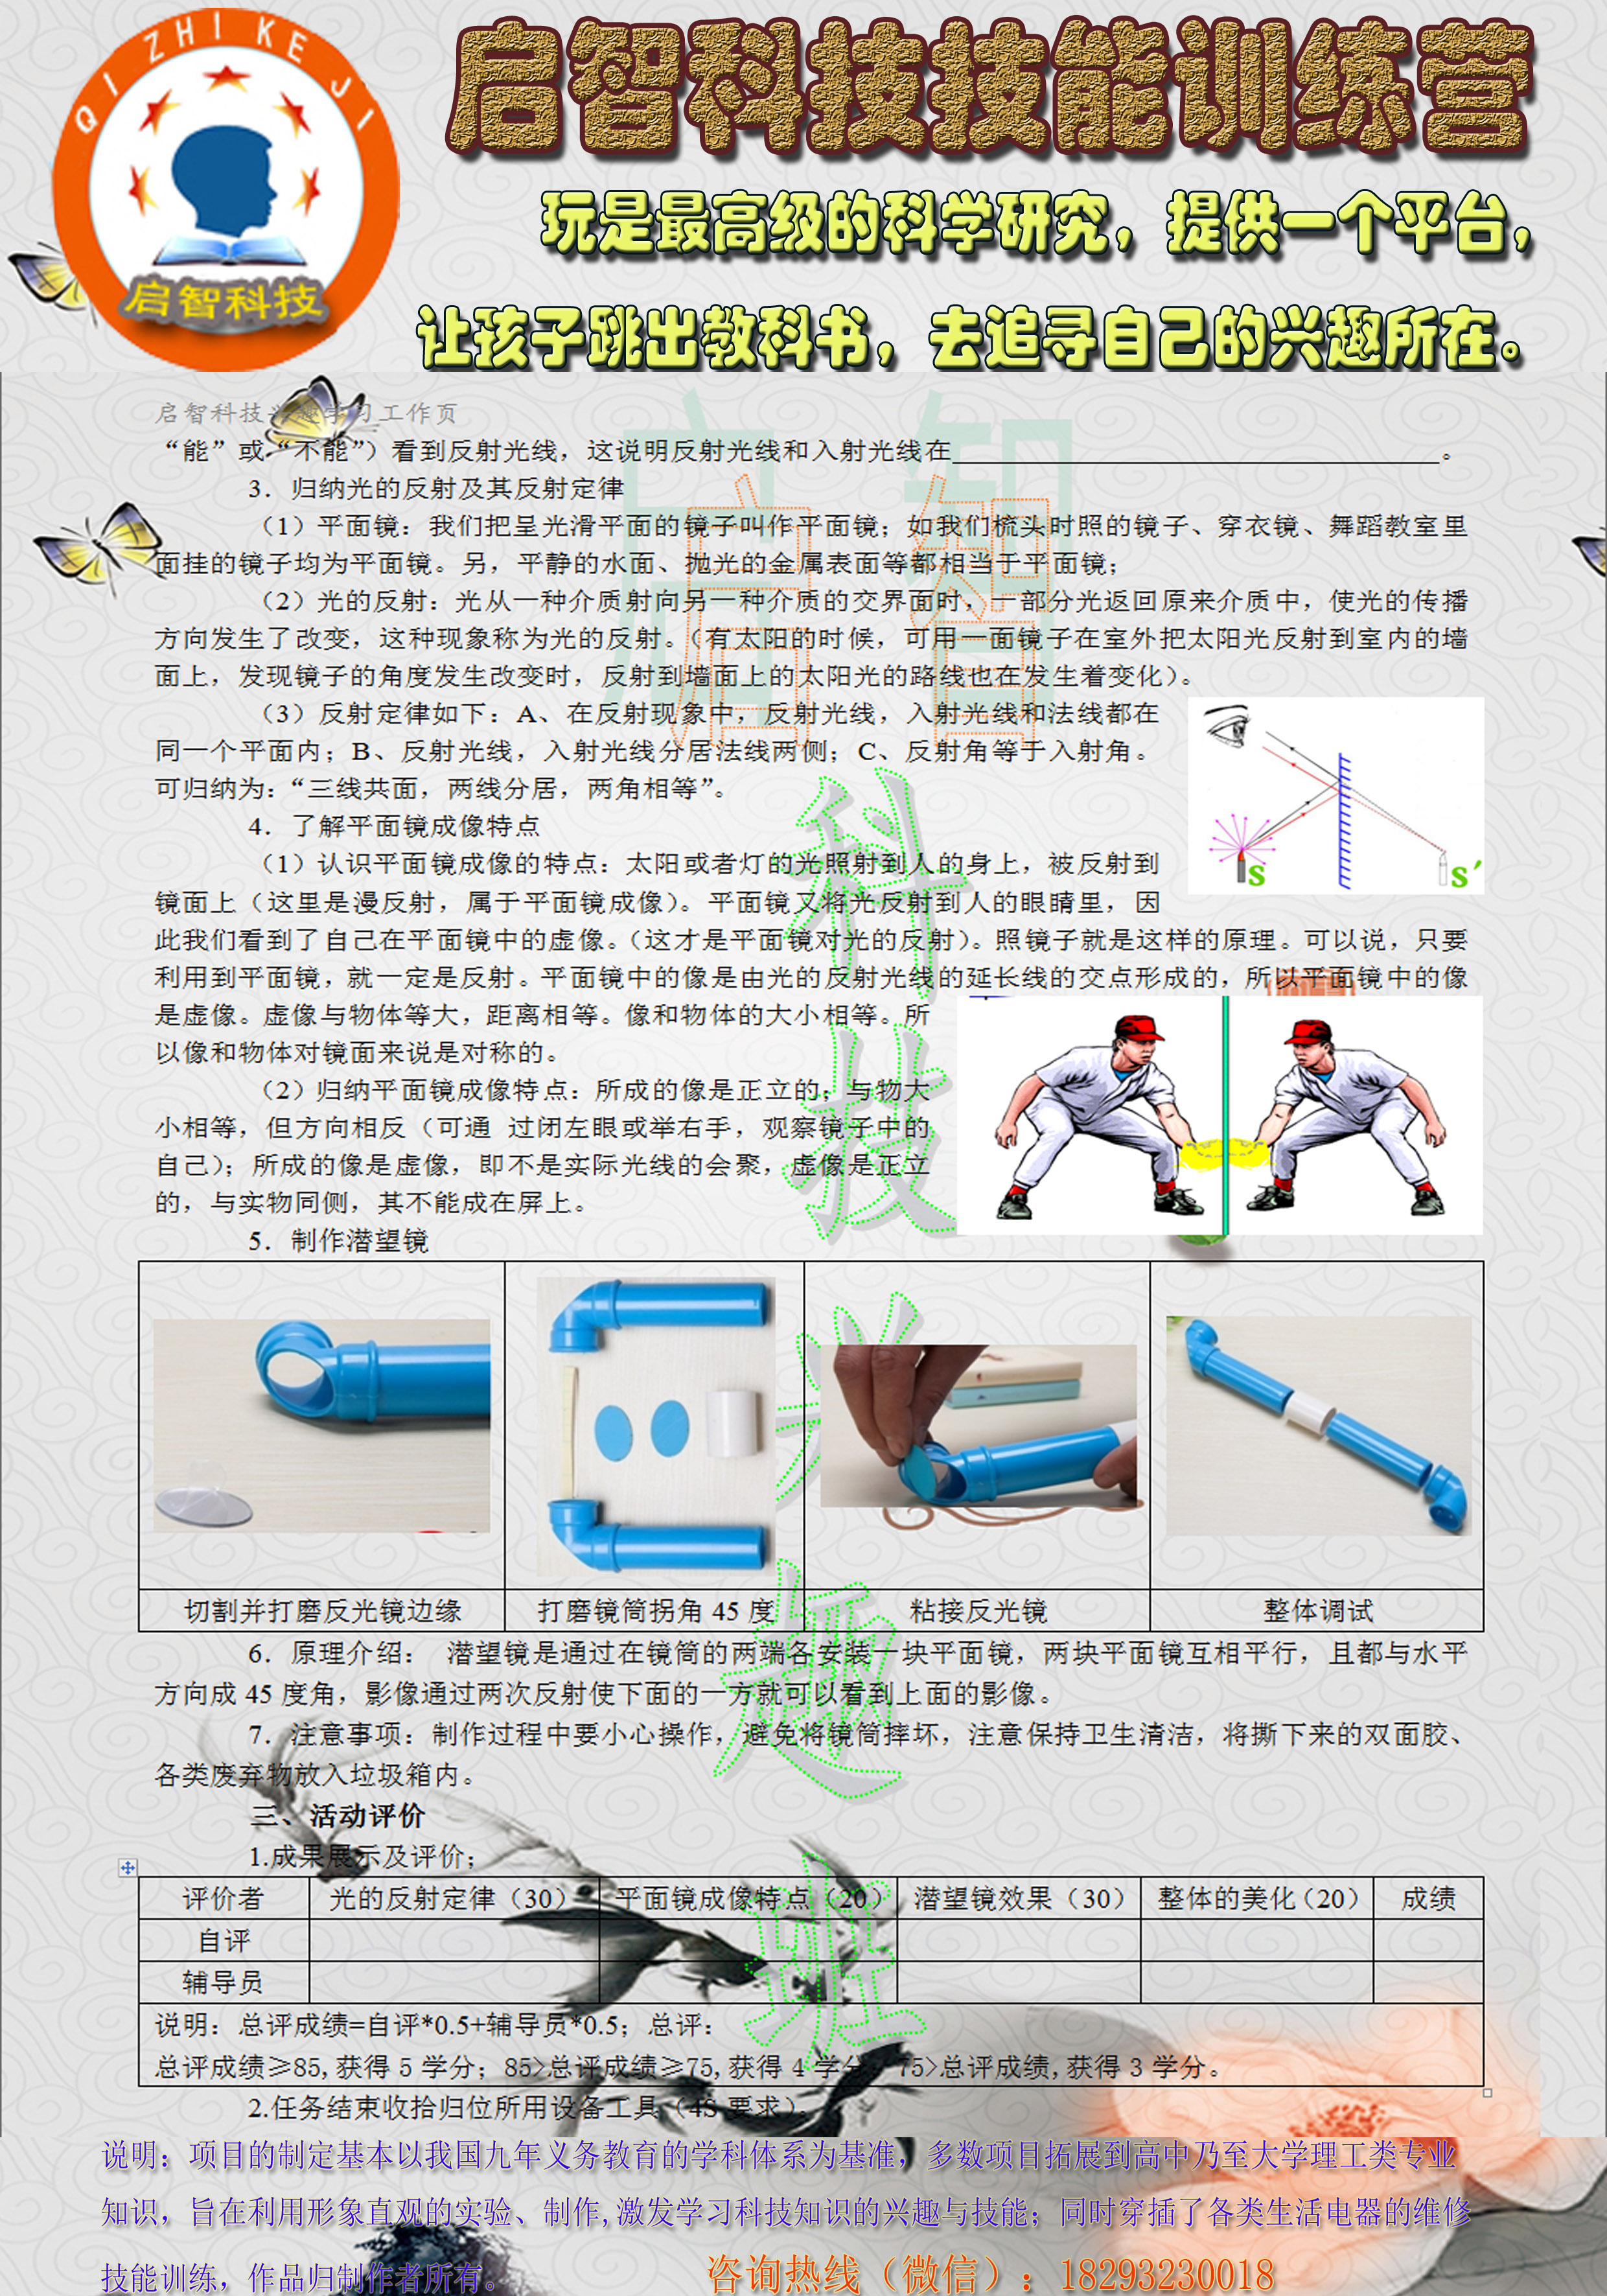 QI ZHI KE JI
启智科技
启智科技技能训练营
玩是最高级的科学研究，提供一个平台，
让孩子跳出教科书，去追寻自己的兴趣所在。
启智科技兴趣学习工作页
“能”或“不能”）看到反射光线，这说明反射光线和入射光线在____________________。
3．归纳光的反射及其反射定律
（1）平面镜：我们把呈光滑平面的镜子叫作平面镜；如我们梳头时照的镜子、穿衣镜、舞蹈教室里
面挂的镜子均为平面镜。另，平静的水面、抛光的金属表面等都相当于平面镜；
（2）光的反射：光从一种介质射向另一种介质的交界面时，一部分光返回原来介质中，使光的传播
方向发生了改变，这种现象称为光的反射。（有太阳的时候，可用一面镜子在室外把太阳光反射到室内的墙
面上，发现镜子的角度发生改变时，反射到墙面上的太阳光的路线也在发生着变化）。
（3）反射定律如下：A、在反射现象中，反射光线，入射光线和法线都在
同一个平面内；B、反射光线，入射光线分居法线两侧；C、反射角等于入射角。
可归纳为：“三线共面，两线分居，两角相等”。
S
S′
4．了解平面镜成像特点
（1）认识平面镜成像的特点：太阳或者灯的光照射到人的身上，被反射到
镜面上（这里是漫反射，属于平面镜成像）。平面镜又将光反射到人的眼睛里，因
此我们看到了自己在平面镜中的虚像。（这才是平面镜对光的反射）。照镜子就是这样的原理。可以说，只要
利用到平面镜，就一定是反射。平面镜中的像是由光的反射光线的延长线的交点形成的，所以平面镜中的像
是虚像。虚像与物体等大，距离相等。像和物体的大小相等。所
以像和物体对镜面来说是对称的。
（2）归纳平面镜成像特点：所成的像是正立的；与物大
小相等，但方向相反（可通 过闭左眼或举右手，观察镜子中的
自己）；所成的像是虚像，即不是实际光线的会聚，虚像是正立
的，与实物同侧，其不能成在屏上。
5．制作潜望镜
切割并打磨反光镜边缘 打磨镜筒拐角 45 度 粘接反光镜 整体调试
6．原理介绍： 潜望镜是通过在镜筒的两端各安装一块平面镜，两块平面镜互相平行，且都与水平
方向成 45 度角，影像通过两次反射使下面的一方就可以看到上面的影像。
7．注意事项：制作过程中要小心操作，避免将镜筒摔坏，注意保持卫生清洁，将撕下来的双面胶、
各类废弃物放入垃圾箱内。
三、活动评价
1.成果展示及评价；
评价者 光的反射定律（30） 平面镜成像特点（20） 潜望镜效果（30） 整体的美化（20） 成绩
自评
辅导员
说明：总评成绩=自评*0.5+辅导员*0.5；总评：
总评成绩≥85,获得 5 学分；85>总评成绩≥75,获得 4 学分；75>总评成绩,获得 3 学分。
2.任务结束收拾归位所用设备工具（4S 要求）。
启智科技兴趣班
启智
说明：项目的制定基本以我国九年义务教育的学科体系为基准，多数项目拓展到高中乃至大学理工类专业
知识，旨在利用形象直观的实验、制作,激发学习科技知识的兴趣与技能；同时穿插了各类生活电器的维修
技能训练，作品归制作者所有。
咨询热线（微信）：18293230018